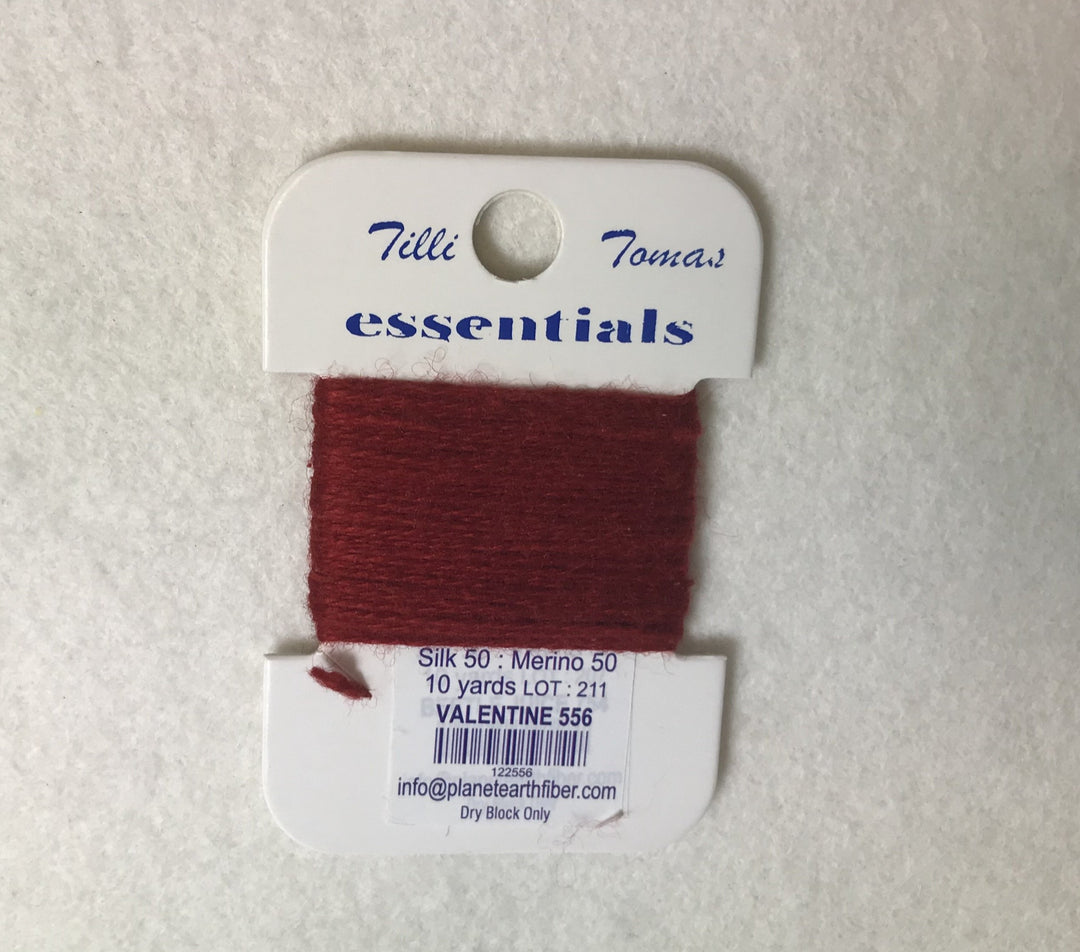 Tilli Tomas
essentials
Silk 50 : Merino 50
10 yards LOT : 211
VALENTINE 556
122556
info@planetearthfiber.com
Dry Block Only